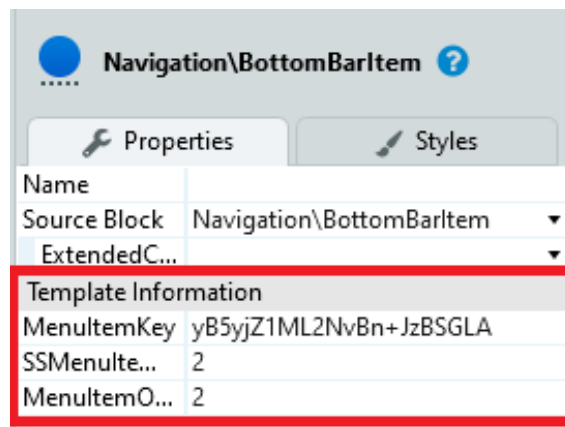 Navigation\BottomBarItem ?
Properties Styles
Name
Source Block Navigation\BottomBarItem
ExtendedC...
Template Information
MenuItemKey yB5yjZ1ML2NvBn+JzBSGLA
SSMenuIte... 2
MenuItemO... 2